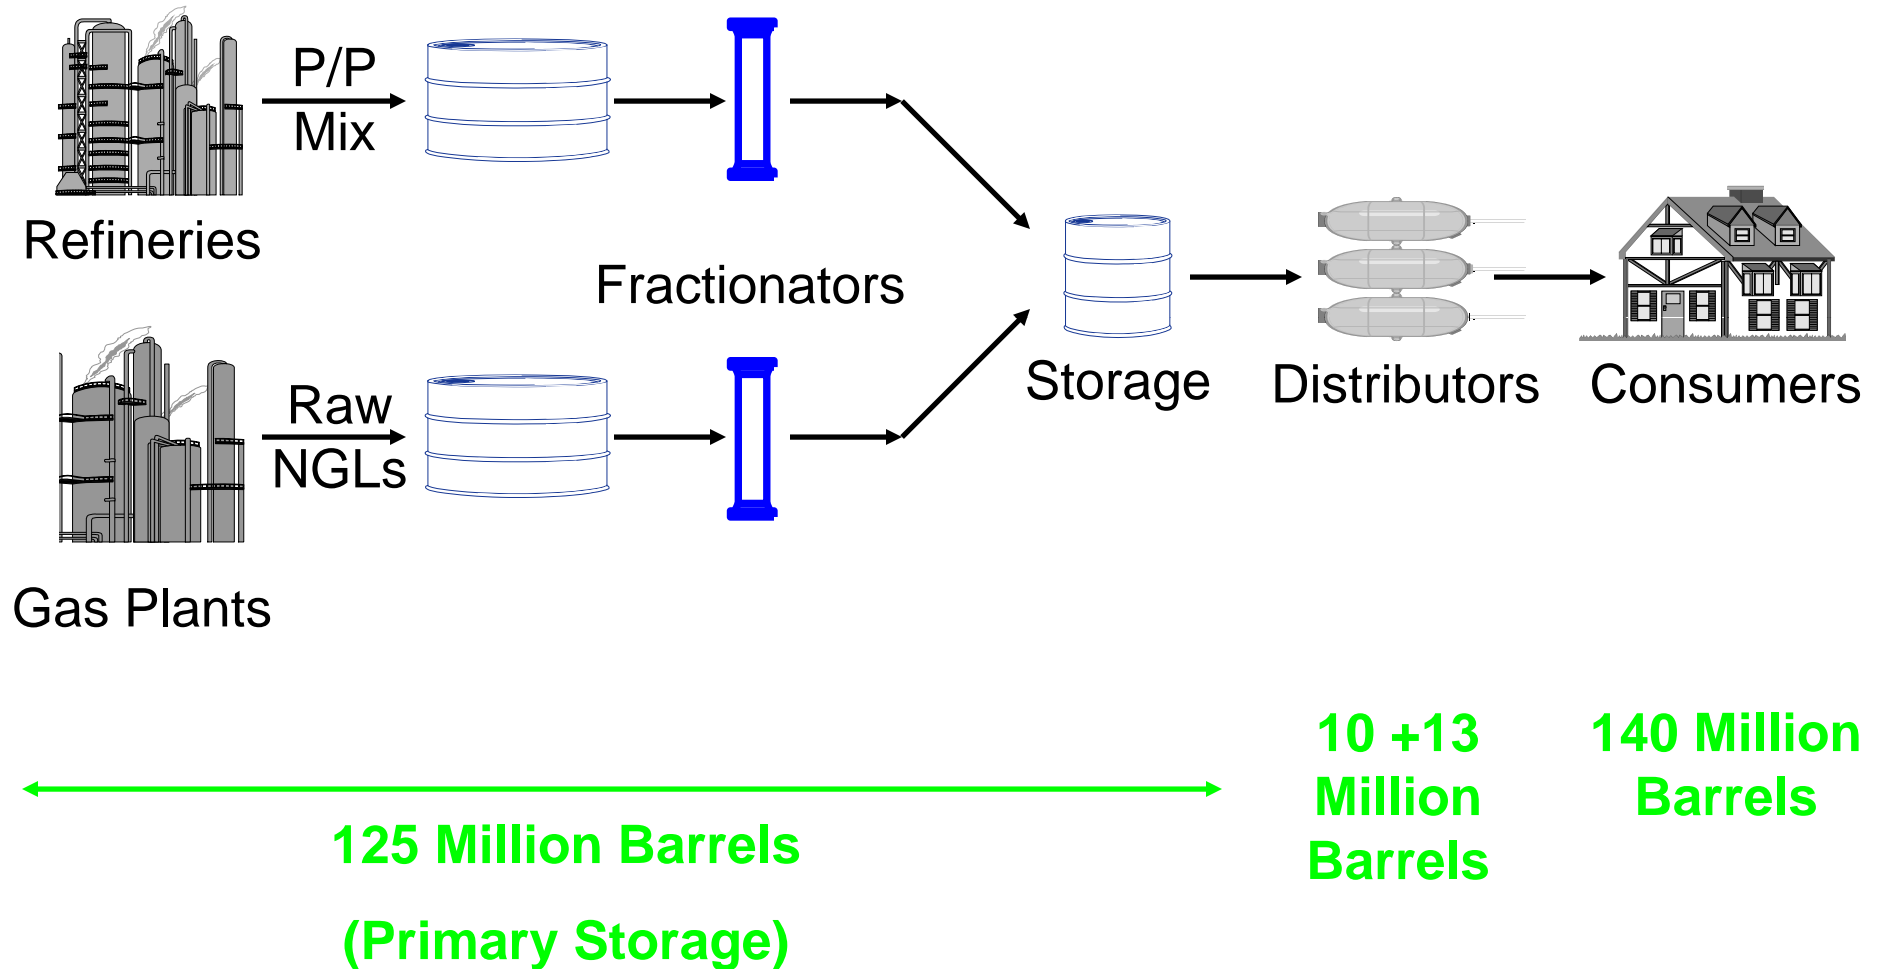 P/P
Mix
Refineries
Fractionators
Raw
NGLs
Gas Plants
Storage
Distributors
Consumers
125 Million Barrels
(Primary Storage)
10 +13
Million
Barrels
140 Million
Barrels